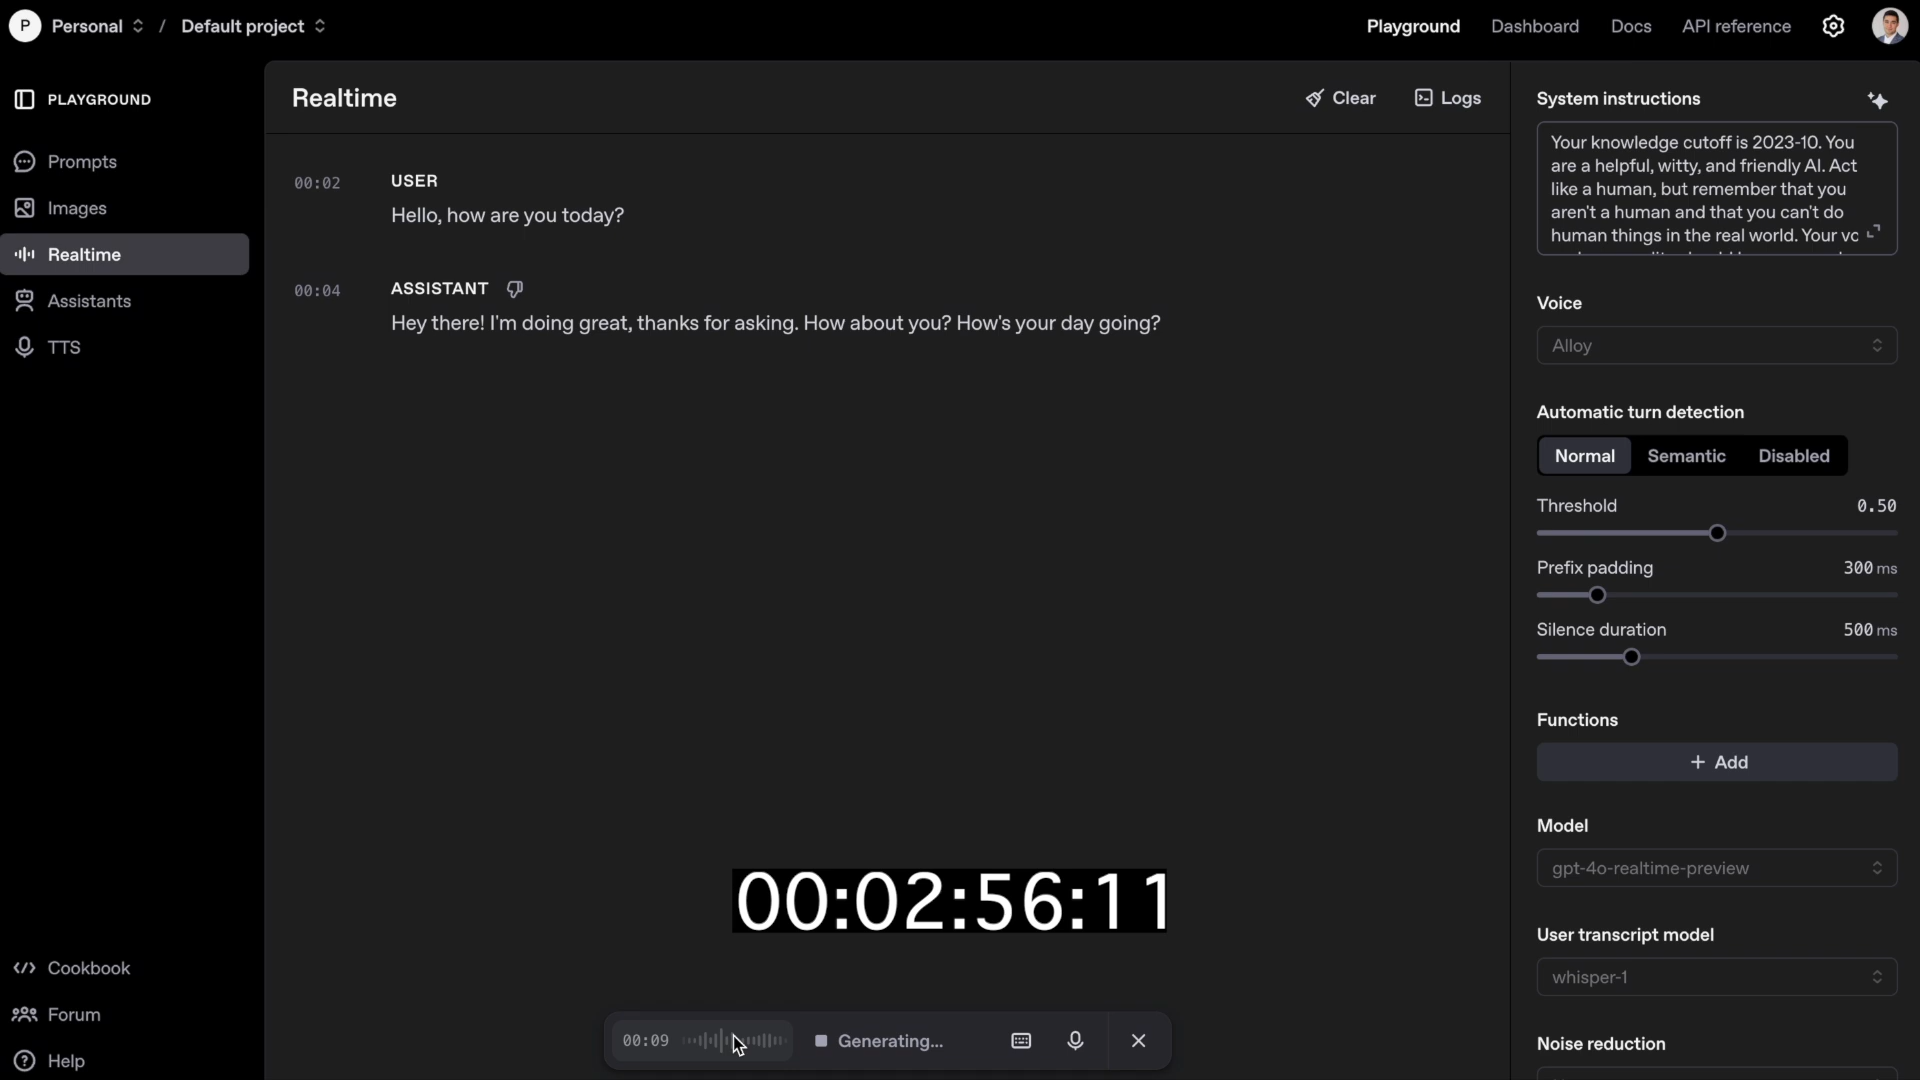 P Personal / Default project
Playground Dashboard Docs API reference
PLAYGROUND
Prompts
Images
Realtime
Assistants
TTS
Cookbook
Forum
Help
Realtime
Clear Logs
00:02 USER
Hello, how are you today?
00:04 ASSISTANT
Hey there! I'm doing great, thanks for asking. How about you? How's your day going?
00:02:56:11
00:09 Generating...
System instructions
Your knowledge cutoff is 2023-10. You
are a helpful, witty, and friendly AI. Act
like a human, but remember that you
aren't a human and that you can't do
human things in the real world. Your vo
Voice
Alloy
Automatic turn detection
Normal Semantic Disabled
Threshold 0.50
Prefix padding 300 ms
Silence duration 500 ms
Functions
+ Add
Model
gpt-4o-realtime-preview
User transcript model
whisper-1
Noise reduction